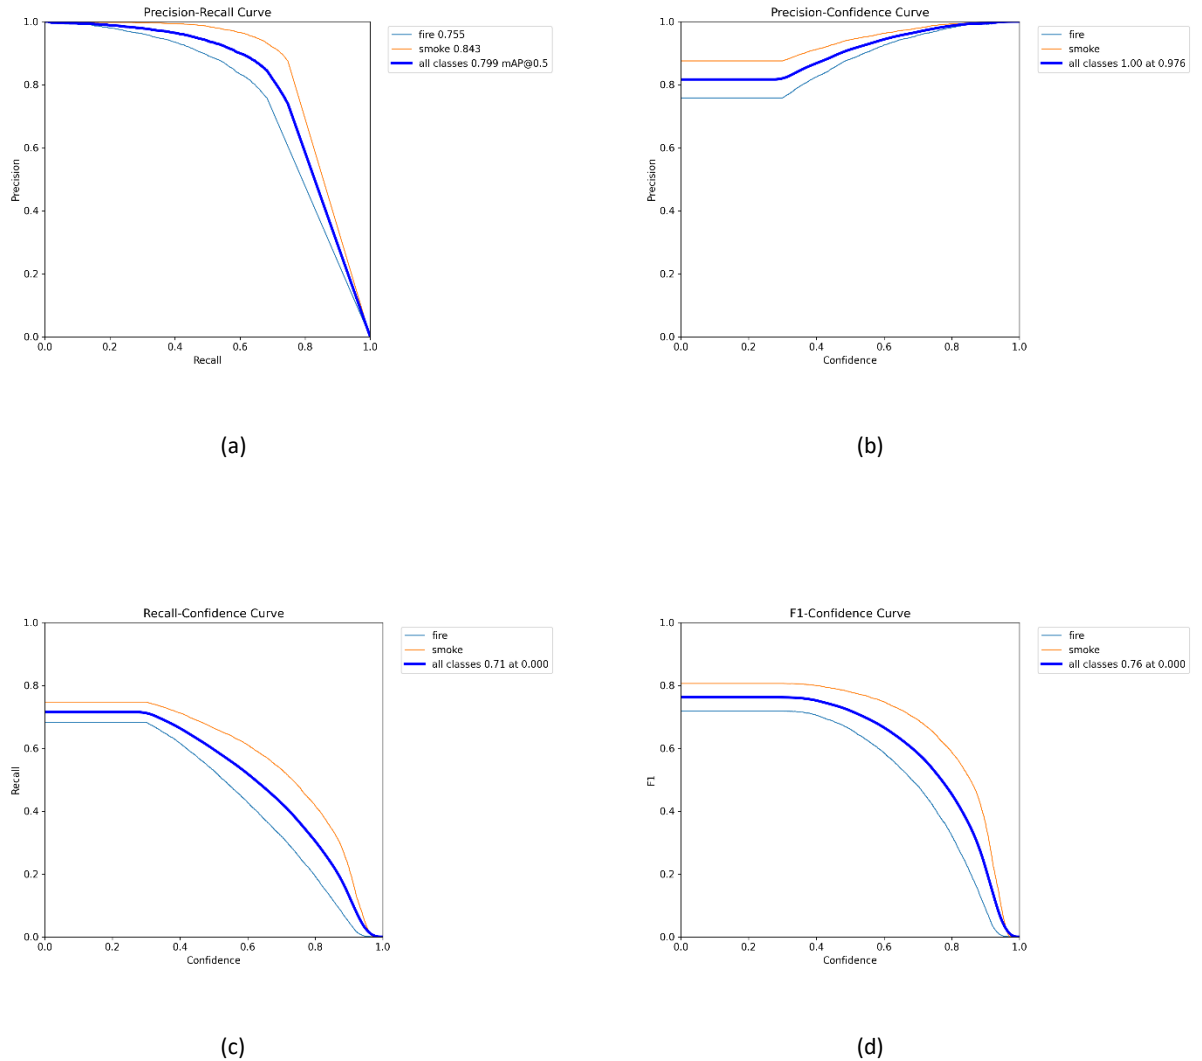 Precision-Recall Curve
1.0
0.8
0.6
0.4
0.2
0.0
Precision
0.0 0.2 0.4 0.6 0.8 1.0
Recall
fire 0.755
smoke 0.843
all classes 0.799 mAP@0.5
(a)
Precision-Confidence Curve
1.0
0.8
0.6
0.4
0.2
0.0
Precision
0.0 0.2 0.4 0.6 0.8 1.0
Confidence
fire
smoke
all classes 1.00 at 0.976
(b)
Recall-Confidence Curve
1.0
0.8
0.6
0.4
0.2
0.0
Recall
0.0 0.2 0.4 0.6 0.8 1.0
Confidence
fire
smoke
all classes 0.71 at 0.000
(c)
F1-Confidence Curve
1.0
0.8
0.6
0.4
0.2
0.0
F1
0.0 0.2 0.4 0.6 0.8 1.0
Confidence
fire
smoke
all classes 0.76 at 0.000
(d)